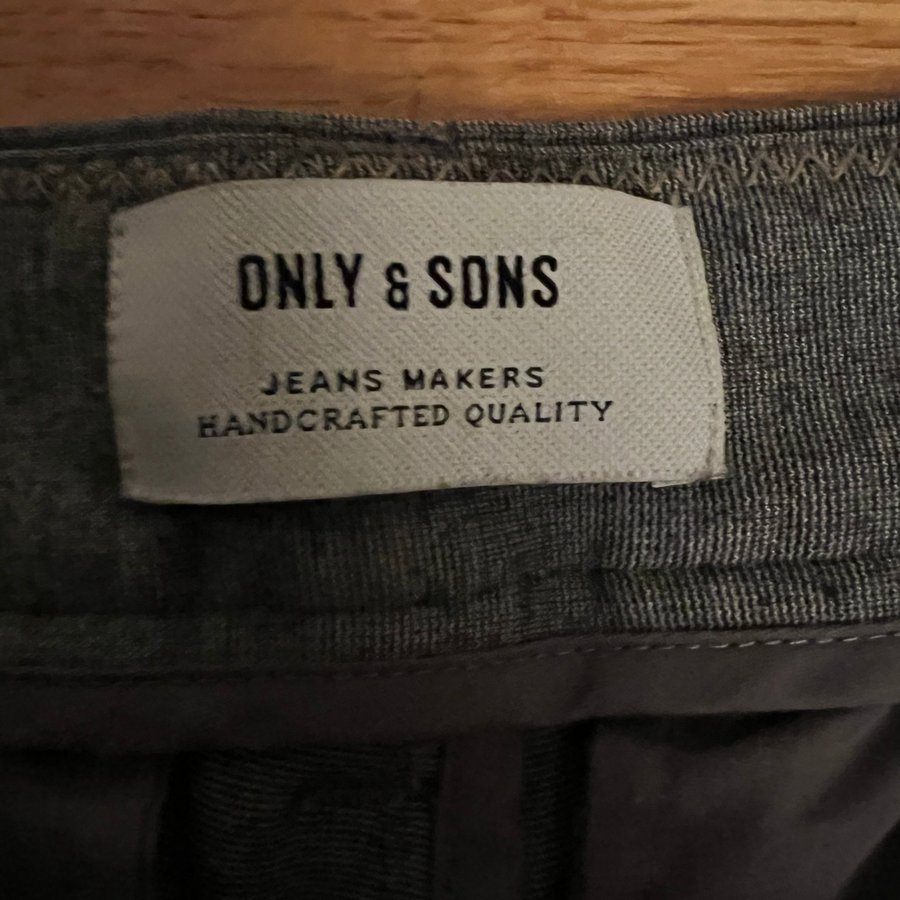 ONLY & SONS
JEANS MAKERS
HANDCRAFTED QUALITY